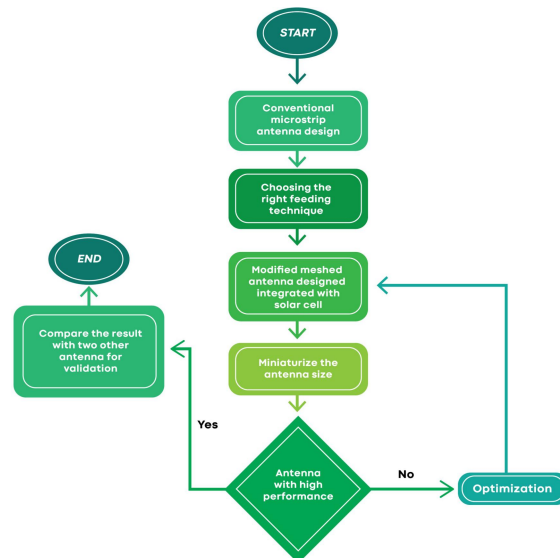 START
Conventional
microstrip
antenna design
Choosing the
right feeding
technique
Modified meshed
antenna designed
integrated with
solar cell
Miniaturize the
antenna size
Antenna
with high
performance
Yes
No
Optimization
Compare the result
with two other
antenna for
validation
END